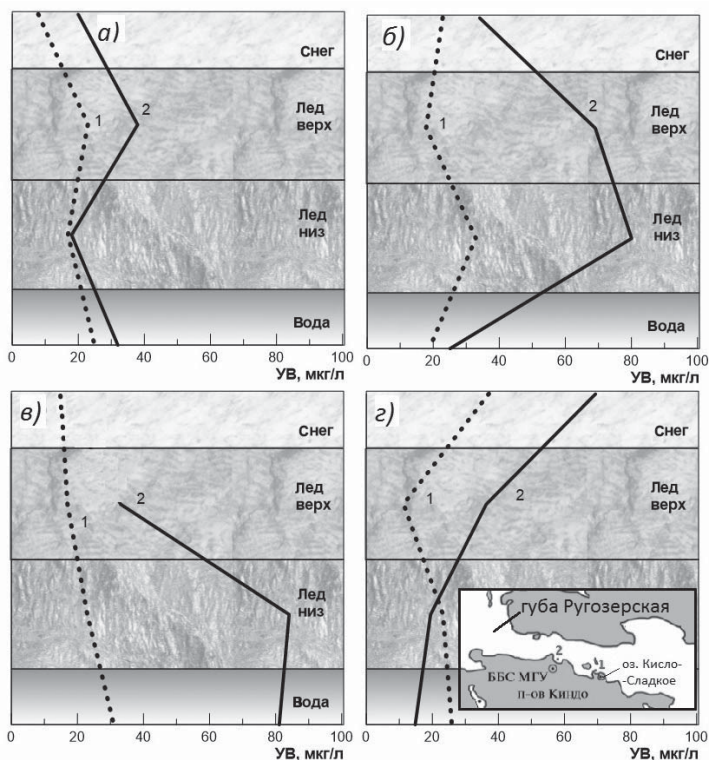 а)
Снег
1
2
Лед
верх
Лед
низ
Вода
0 20 40 60 80 100
УВ, мкг/л
б)
Снег
1
2
Лед
верх
Лед
низ
Вода
0 20 40 60 80 100
УВ, мкг/л
в)
Снег
1
2
Лед
верх
Лед
низ
Вода
0 20 40 60 80 100
УВ, мкг/л
г)
Снег
1
2
Лед
верх
Лед
низ
Вода
губа Ругозерская
2
1
оз. Кисло-
-Сладкое
ББС МГУ
п-ов Киндо
0 20 40 60 80 100
УВ, мкг/л